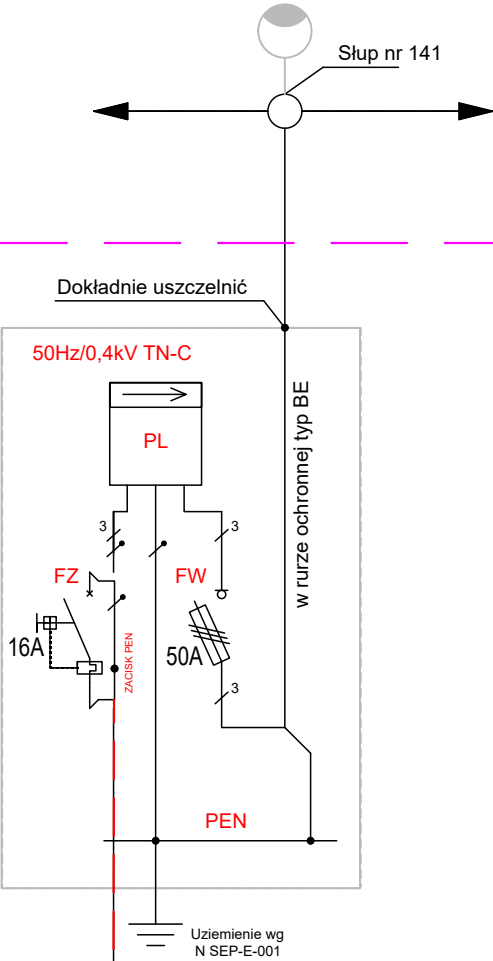 Słup nr 141
Dokładnie uszczelnić
50Hz/0,4kV TN-C
PL
w rurze ochronnej typ BE
3
3
FZ
FW
16A
50A
ZACISK PEN
3
PEN
Uziemienie wg
N SEP-E-001